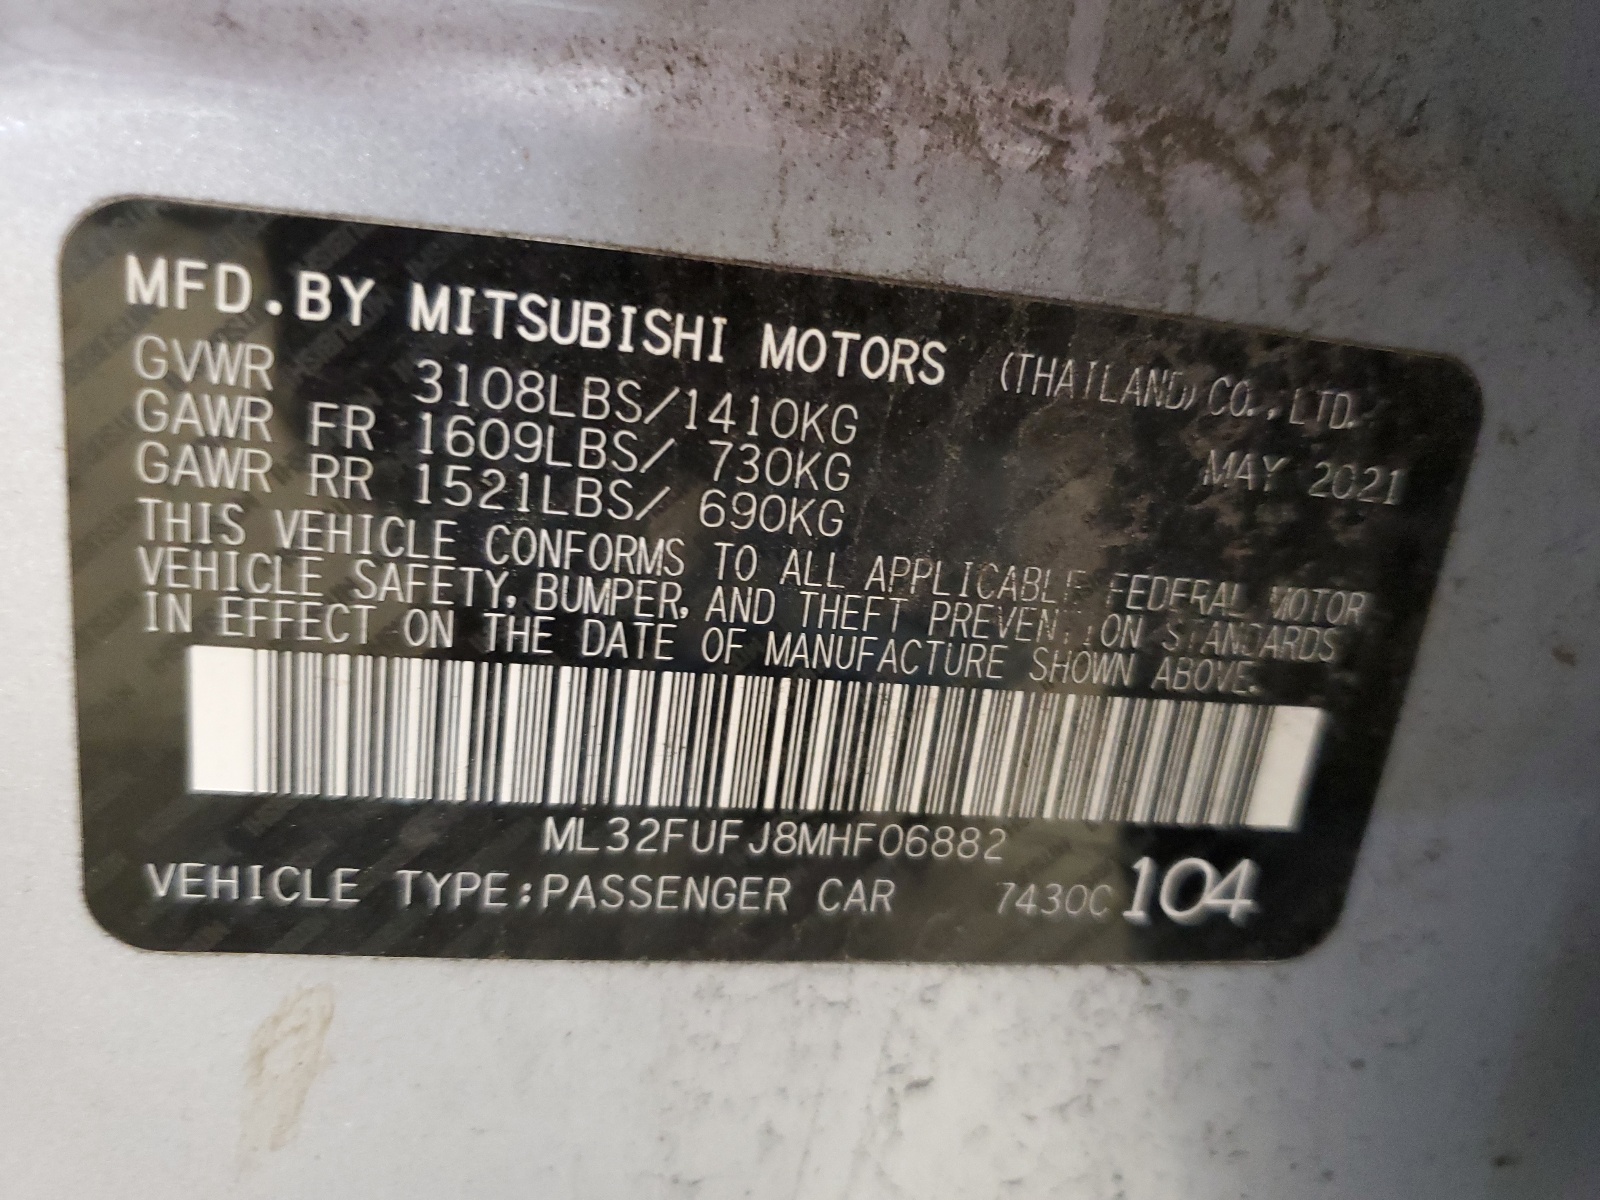 MFD.BY MITSUBISHI MOTORS (THAILAND)CO.,LTD.
GVWR 3108LBS/1410KG
GAWR FR 1609LBS/ 730KG MAY 2021
GAWR RR 1521LBS/ 690KG
THIS VEHICLE CONFORMS TO ALL APPLICABLE FEDERAL MOTOR
VEHICLE SAFETY, BUMPER, AND THEFT PREVENTION STANDARDS
IN EFFECT ON THE DATE OF MANUFACTURE SHOWN ABOVE.
ML32FUFJ8MHF06882
VEHICLE TYPE:PASSENGER CAR 7430C 104